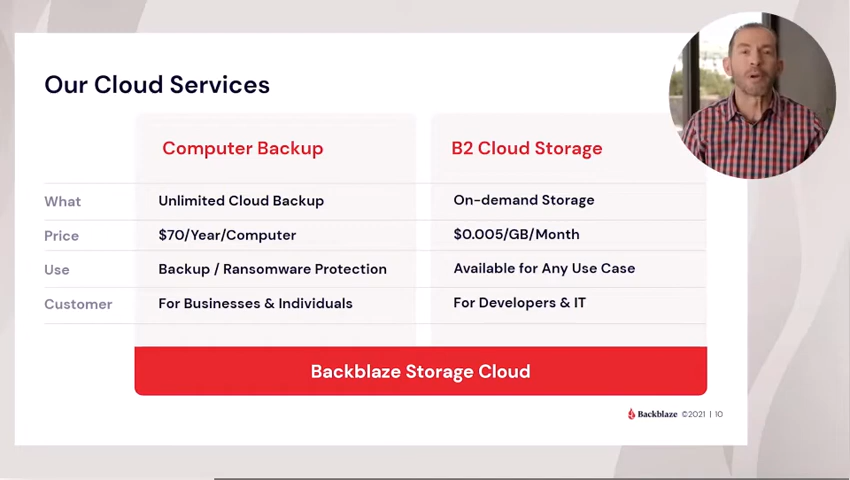 Our Cloud Services
Computer Backup B2 Cloud Storage
What Unlimited Cloud Backup On-demand Storage
Price $70/Year/Computer $0.005/GB/Month
Use Backup / Ransomware Protection Available for Any Use Case
Customer For Businesses & Individuals For Developers & IT
Backblaze Storage Cloud
Backblaze ©2021 | 10